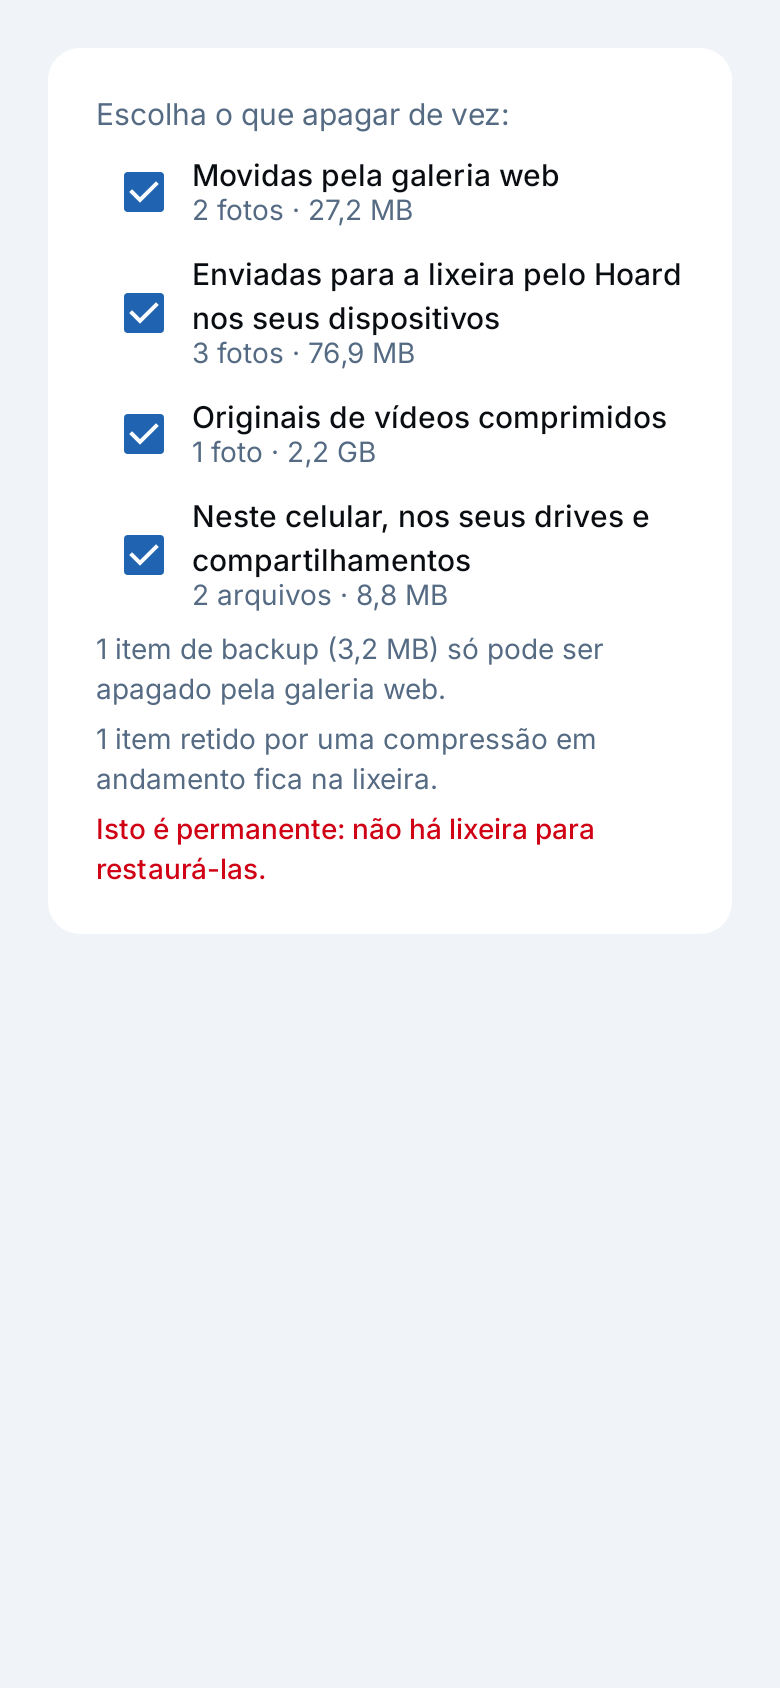 Escolha o que apagar de vez:
Movidas pela galeria web
2 fotos · 27,2 MB
Enviadas para a lixeira pelo Hoard
nos seus dispositivos
3 fotos · 76,9 MB
Originais de vídeos comprimidos
1 foto · 2,2 GB
Neste celular, nos seus drives e
compartilhamentos
2 arquivos · 8,8 MB
1 item de backup (3,2 MB) só pode ser
apagado pela galeria web.
1 item retido por uma compressão em
andamento fica na lixeira.
Isto é permanente: não há lixeira para
restaurá-las.